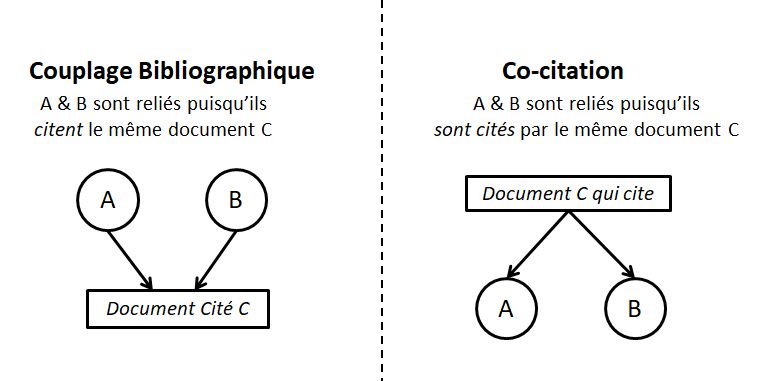 Couplage Bibliographique
A & B sont reliés puisqu’ils
citent le même document C
A
B
Document Cité C
Co-citation
A & B sont reliés puisqu’ils
sont cités par le même document C
Document C qui cite
A
B